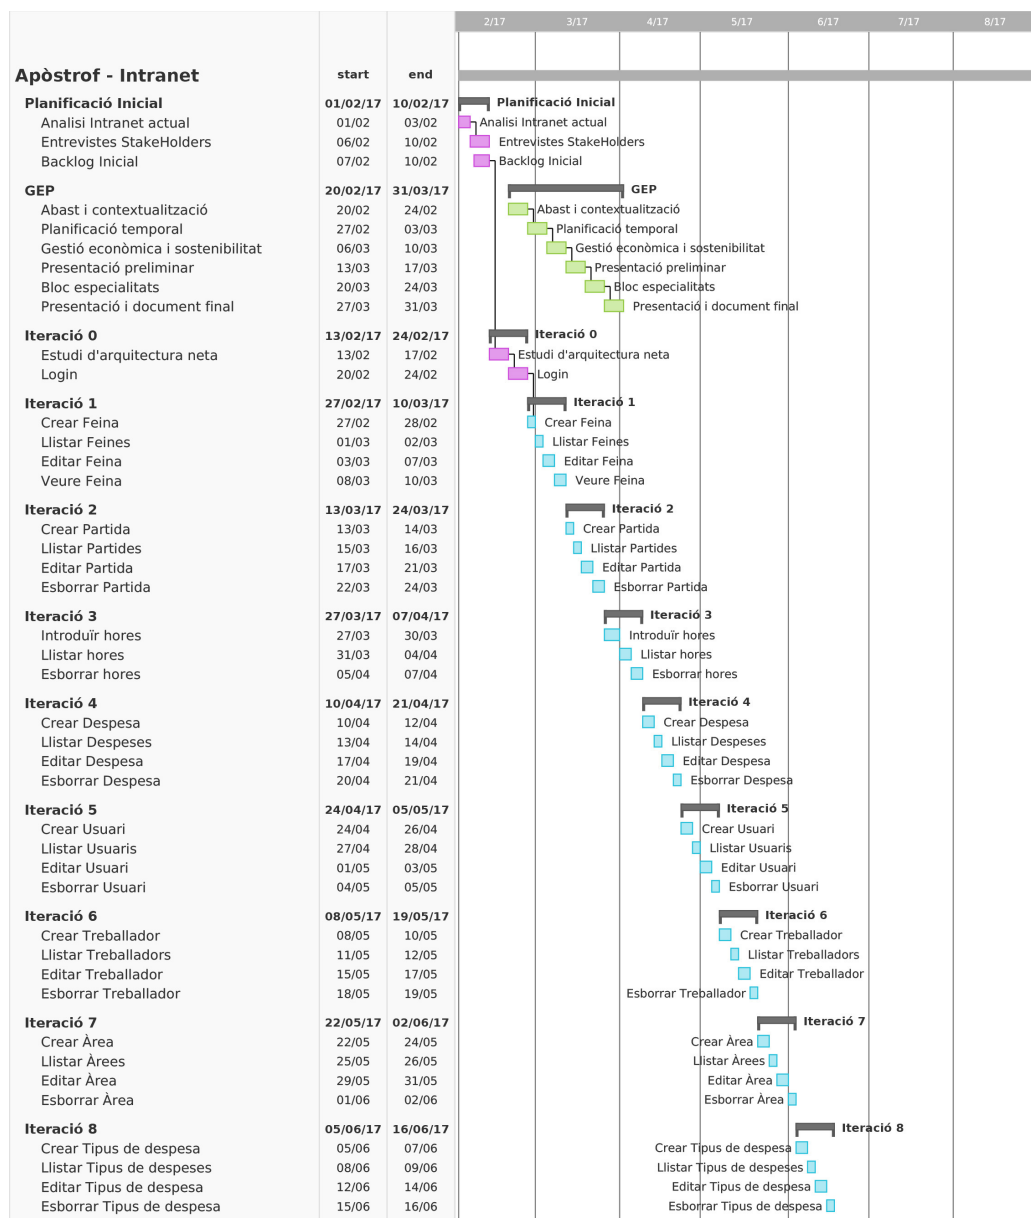 2/17 3/17 4/17 5/17 6/17 7/17 8/17
Apòstrof - Intranet start end
Planificació Inicial 01/02/17 10/02/17 Planificació Inicial
Analisi Intranet actual 01/02 03/02 Analisi Intranet actual
Entrevistes StakeHolders 06/02 10/02 Entrevistes StakeHolders
Backlog Inicial 07/02 10/02 Backlog Inicial
GEP 20/02/17 31/03/17 GEP
Abast i contextualització 20/02 24/02 Abast i contextualització
Planificació temporal 27/02 03/03 Planificació temporal
Gestió econòmica i sostenibilitat 06/03 10/03 Gestió econòmica i sostenibilitat
Presentació preliminar 13/03 17/03 Presentació preliminar
Bloc especialitats 20/03 24/03 Bloc especialitats
Presentació i document final 27/03 31/03 Presentació i document final
Iteració 0 13/02/17 24/02/17 Iteració 0
Estudi d'arquitectura neta 13/02 17/02 Estudi d'arquitectura neta
Login 20/02 24/02 Login
Iteració 1 27/02/17 10/03/17 Iteració 1
Crear Feina 27/02 28/02 Crear Feina
Llistar Feines 01/03 02/03 Llistar Feines
Editar Feina 03/03 07/03 Editar Feina
Veure Feina 08/03 10/03 Veure Feina
Iteració 2 13/03/17 24/03/17 Iteració 2
Crear Partida 13/03 14/03 Crear Partida
Llistar Partides 15/03 16/03 Llistar Partides
Editar Partida 17/03 21/03 Editar Partida
Esborrar Partida 22/03 24/03 Esborrar Partida
Iteració 3 27/03/17 07/04/17 Iteració 3
Introduïr hores 27/03 30/03 Introduïr hores
Llistar hores 31/03 04/04 Llistar hores
Esborrar hores 05/04 07/04 Esborrar hores
Iteració 4 10/04/17 21/04/17 Iteració 4
Crear Despesa 10/04 12/04 Crear Despesa
Llistar Despeses 13/04 14/04 Llistar Despeses
Editar Despesa 17/04 19/04 Editar Despesa
Esborrar Despesa 20/04 21/04 Esborrar Despesa
Iteració 5 24/04/17 05/05/17 Iteració 5
Crear Usuari 24/04 26/04 Crear Usuari
Llistar Usuaris 27/04 28/04 Llistar Usuaris
Editar Usuari 01/05 03/05 Editar Usuari
Esborrar Usuari 04/05 05/05 Esborrar Usuari
Iteració 6 08/05/17 19/05/17 Iteració 6
Crear Treballador 08/05 10/05 Crear Treballador
Llistar Treballadors 11/05 12/05 Llistar Treballadors
Editar Treballador 15/05 17/05 Editar Treballador
Esborrar Treballador 18/05 19/05 Esborrar Treballador
Iteració 7 22/05/17 02/06/17 Iteració 7
Crear Àrea 22/05 24/05 Crear Àrea
Llistar Àrees 25/05 26/05 Llistar Àrees
Editar Àrea 29/05 31/05 Editar Àrea
Esborrar Àrea 01/06 02/06 Esborrar Àrea
Iteració 8 05/06/17 16/06/17 Iteració 8
Crear Tipus de despesa 05/06 07/06 Crear Tipus de despesa
Llistar Tipus de despeses 08/06 09/06 Llistar Tipus de despeses
Editar Tipus de despesa 12/06 14/06 Editar Tipus de despesa
Esborrar Tipus de despesa 15/06 16/06 Esborrar Tipus de despesa